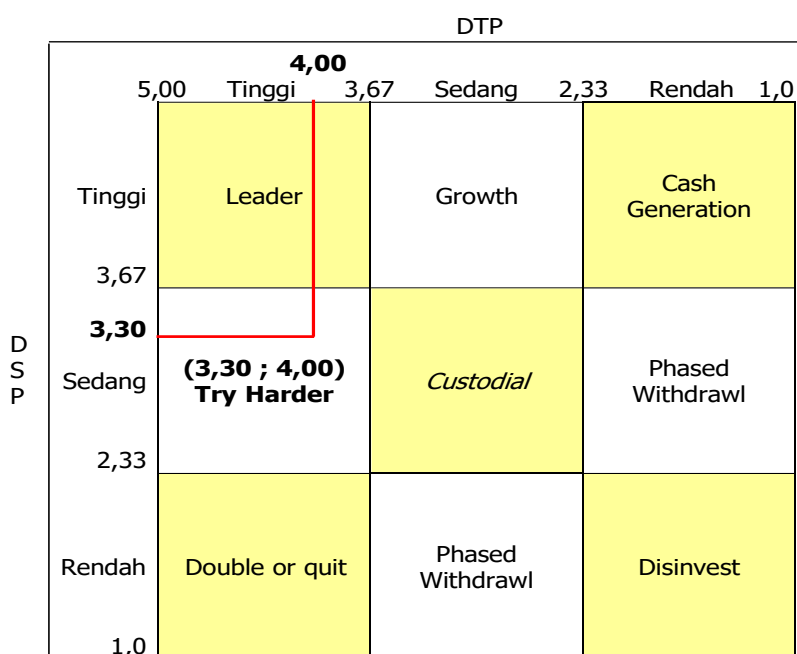 DTP
4,00
5,00 Tinggi 3,67 Sedang 2,33 Rendah 1,0
Tinggi Leader Growth Cash
Generation
3,67
3,30
D
S
P
Sedang (3,30 ; 4,00)
Try Harder Custodial Phased
Withdrawl
2,33
Rendah Double or quit Phased
Withdrawl Disinvest
1,0